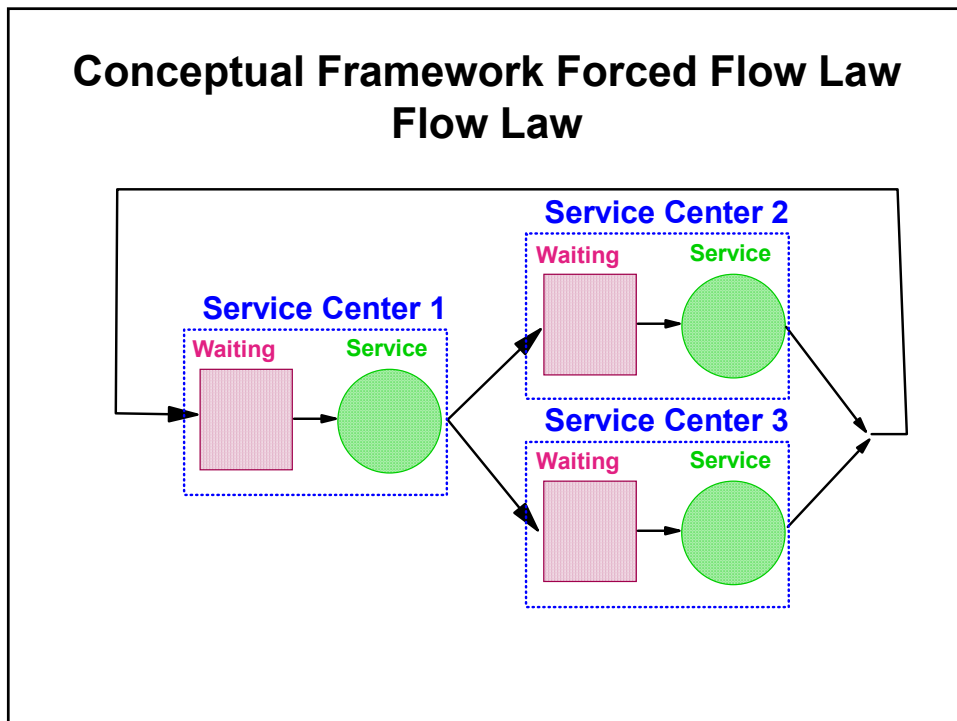 Conceptual Framework Forced Flow Law
Flow Law
Service Center 2
Waiting
Service
Service Center 1
Waiting
Service
Service Center 3
Waiting
Service